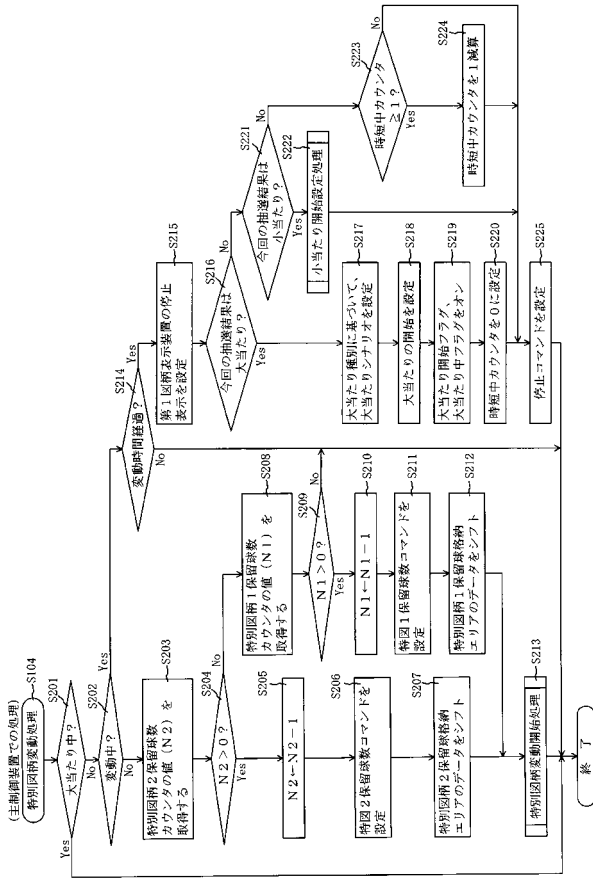 (主制御装置での処理)
特別図柄変動処理
S104
大当たり中?
S201
Yes
No
変動中?
S202
Yes
No
特別図柄2保留球数
カウンタの値(N2)を
取得する
S203
N2>0?
S204
No
Yes
N2←N2-1
S205
特図2保留球数コマンドを
設定
S206
特別図柄2保留球格納
エリアのデータをシフト
S207
特別図柄1保留球数
カウンタの値(N1)を
取得する
S208
N1>0?
S209
No
Yes
N1←N1-1
S210
特図1保留球数コマンドを
設定
S211
特別図柄1保留球格納
エリアのデータをシフト
S212
特別図柄変動開始処理
S213
変動時間経過?
S214
Yes
No
第1図柄表示装置の停止
表示を設定
S215
今回の抽選結果は
大当たり?
S216
No
Yes
大当たり種別に基づいて、
大当たりシナリオを設定
S217
大当たりの開始を設定
S218
大当たり開始フラグ、
大当たり中フラグをオン
S219
時短中カウンタを0に設定
S220
今回の抽選結果は
小当たり?
S221
No
Yes
小当たり開始設定処理
S222
時短中カウンタ
≧1?
S223
No
Yes
時短中カウンタを1減算
S224
停止コマンドを設定
S225
終了